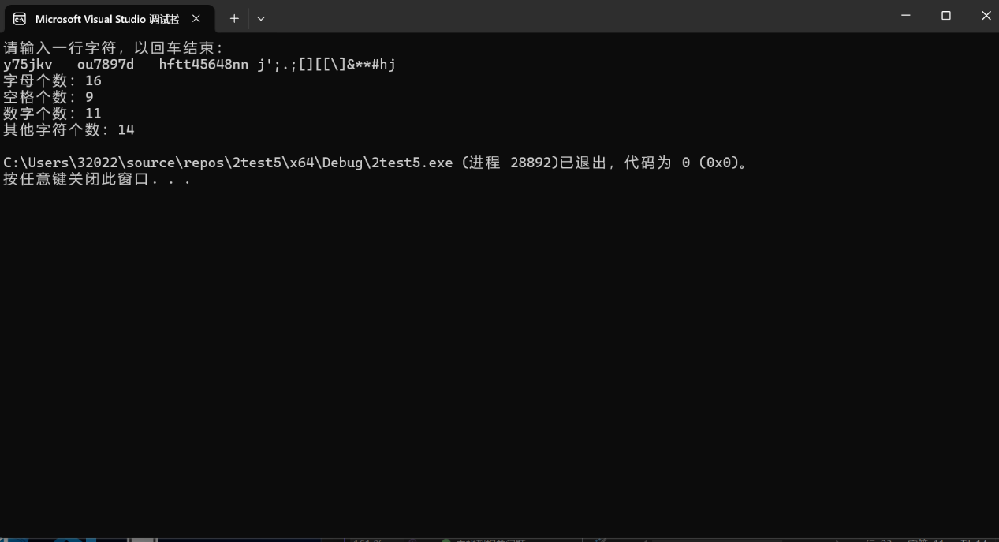 Microsoft Visual Studio 调试控
请输入一行字符，以回车结束：
y75jkv   ou7897d   hftt45648nn j';.;[][[\]&**#hj
字母个数：16
空格个数：9
数字个数：11
其他字符个数：14
C:\Users\32022\source\repos\2test5\x64\Debug\2test5.exe (进程 28892)已退出，代码为 0 (0x0)。
按任意键关闭此窗口. . .